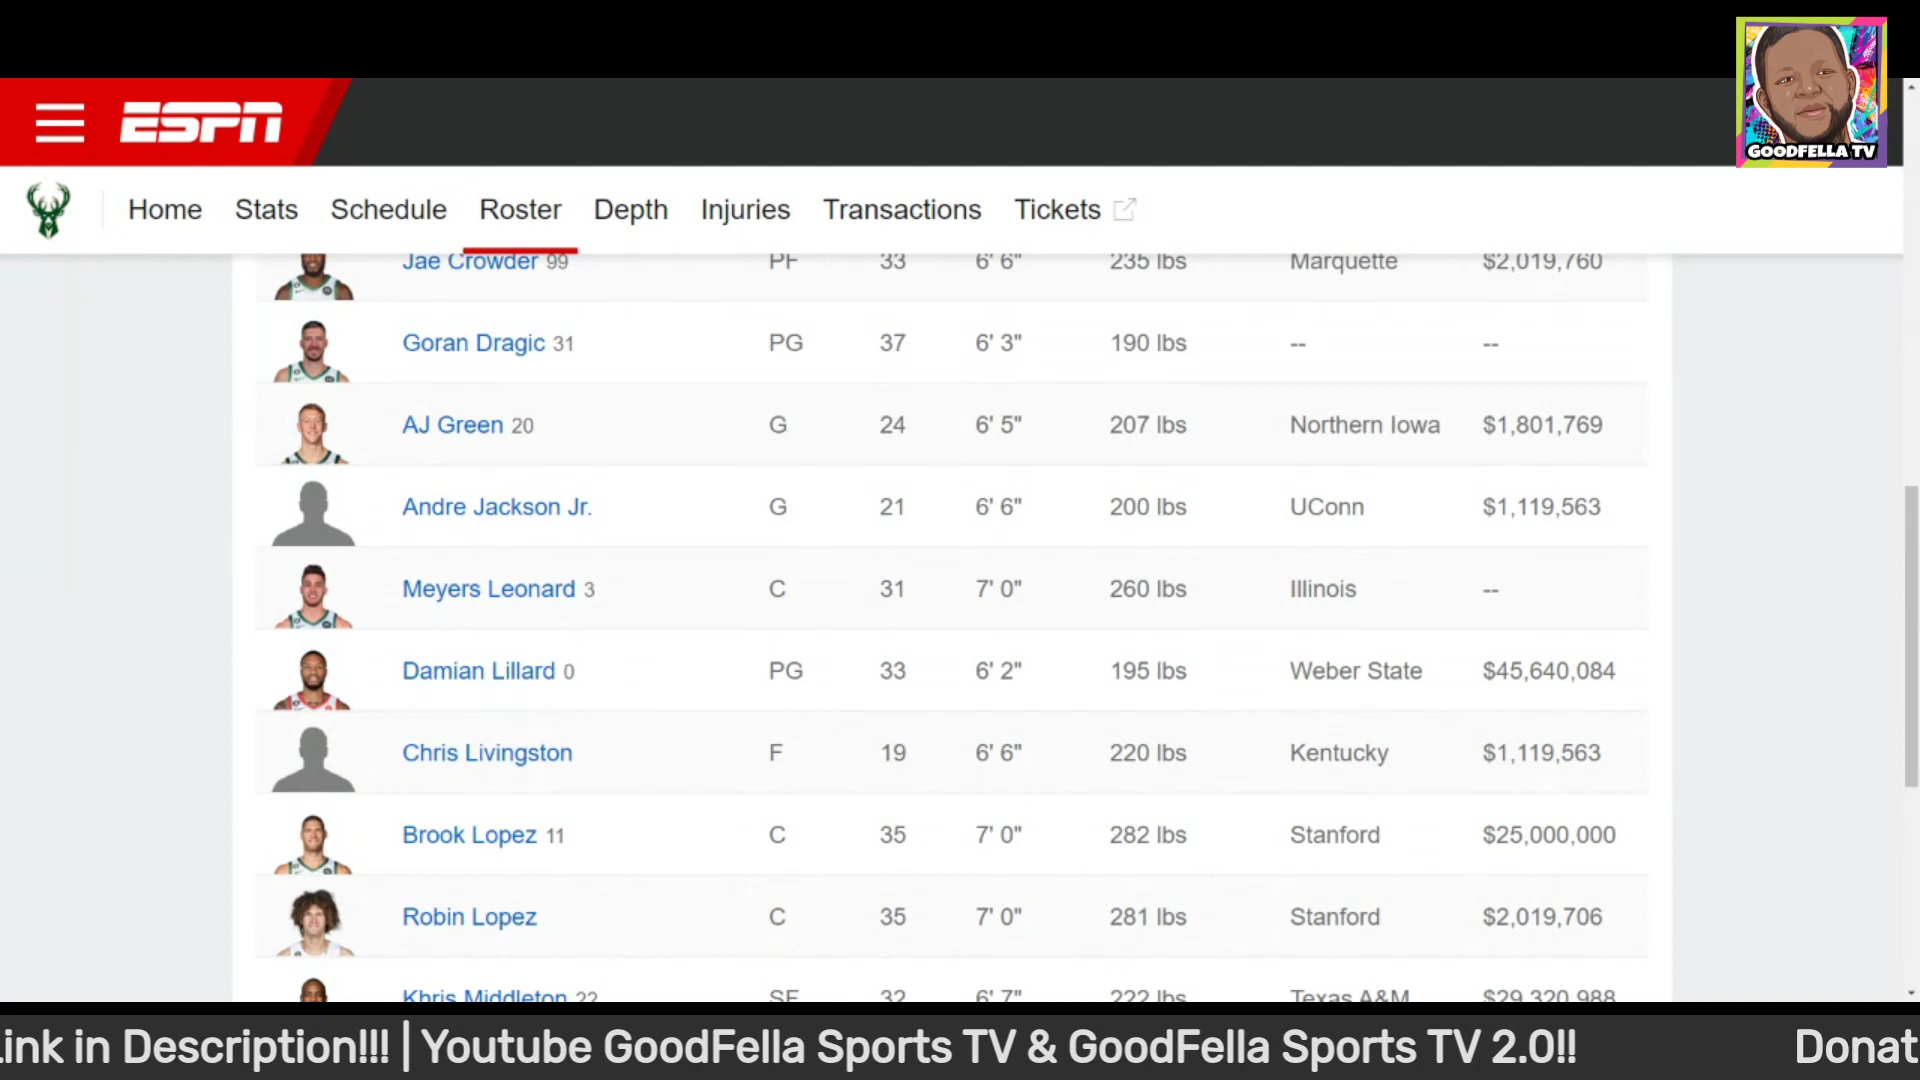 GOODFELLA TV
ESPN
Home Stats Schedule Roster Depth Injuries Transactions Tickets
Jae Crowder 99 PF 33 6' 6" 235 lbs Marquette $2,019,760
Goran Dragic 31 PG 37 6' 3" 190 lbs -- --
AJ Green 20 G 24 6' 5" 207 lbs Northern Iowa $1,801,769
Andre Jackson Jr. G 21 6' 6" 200 lbs UConn $1,119,563
Meyers Leonard 3 C 31 7' 0" 260 lbs Illinois --
Damian Lillard 0 PG 33 6' 2" 195 lbs Weber State $45,640,084
Chris Livingston F 19 6' 6" 220 lbs Kentucky $1,119,563
Brook Lopez 11 C 35 7' 0" 282 lbs Stanford $25,000,000
Robin Lopez C 35 7' 0" 281 lbs Stanford $2,019,706
Khris Middleton 22 SF 32 6' 7" 222 lbs Texas A&M $29,320,988
ink in Description!!! | Youtube GoodFella Sports TV & GoodFella Sports TV 2.0!! Donat